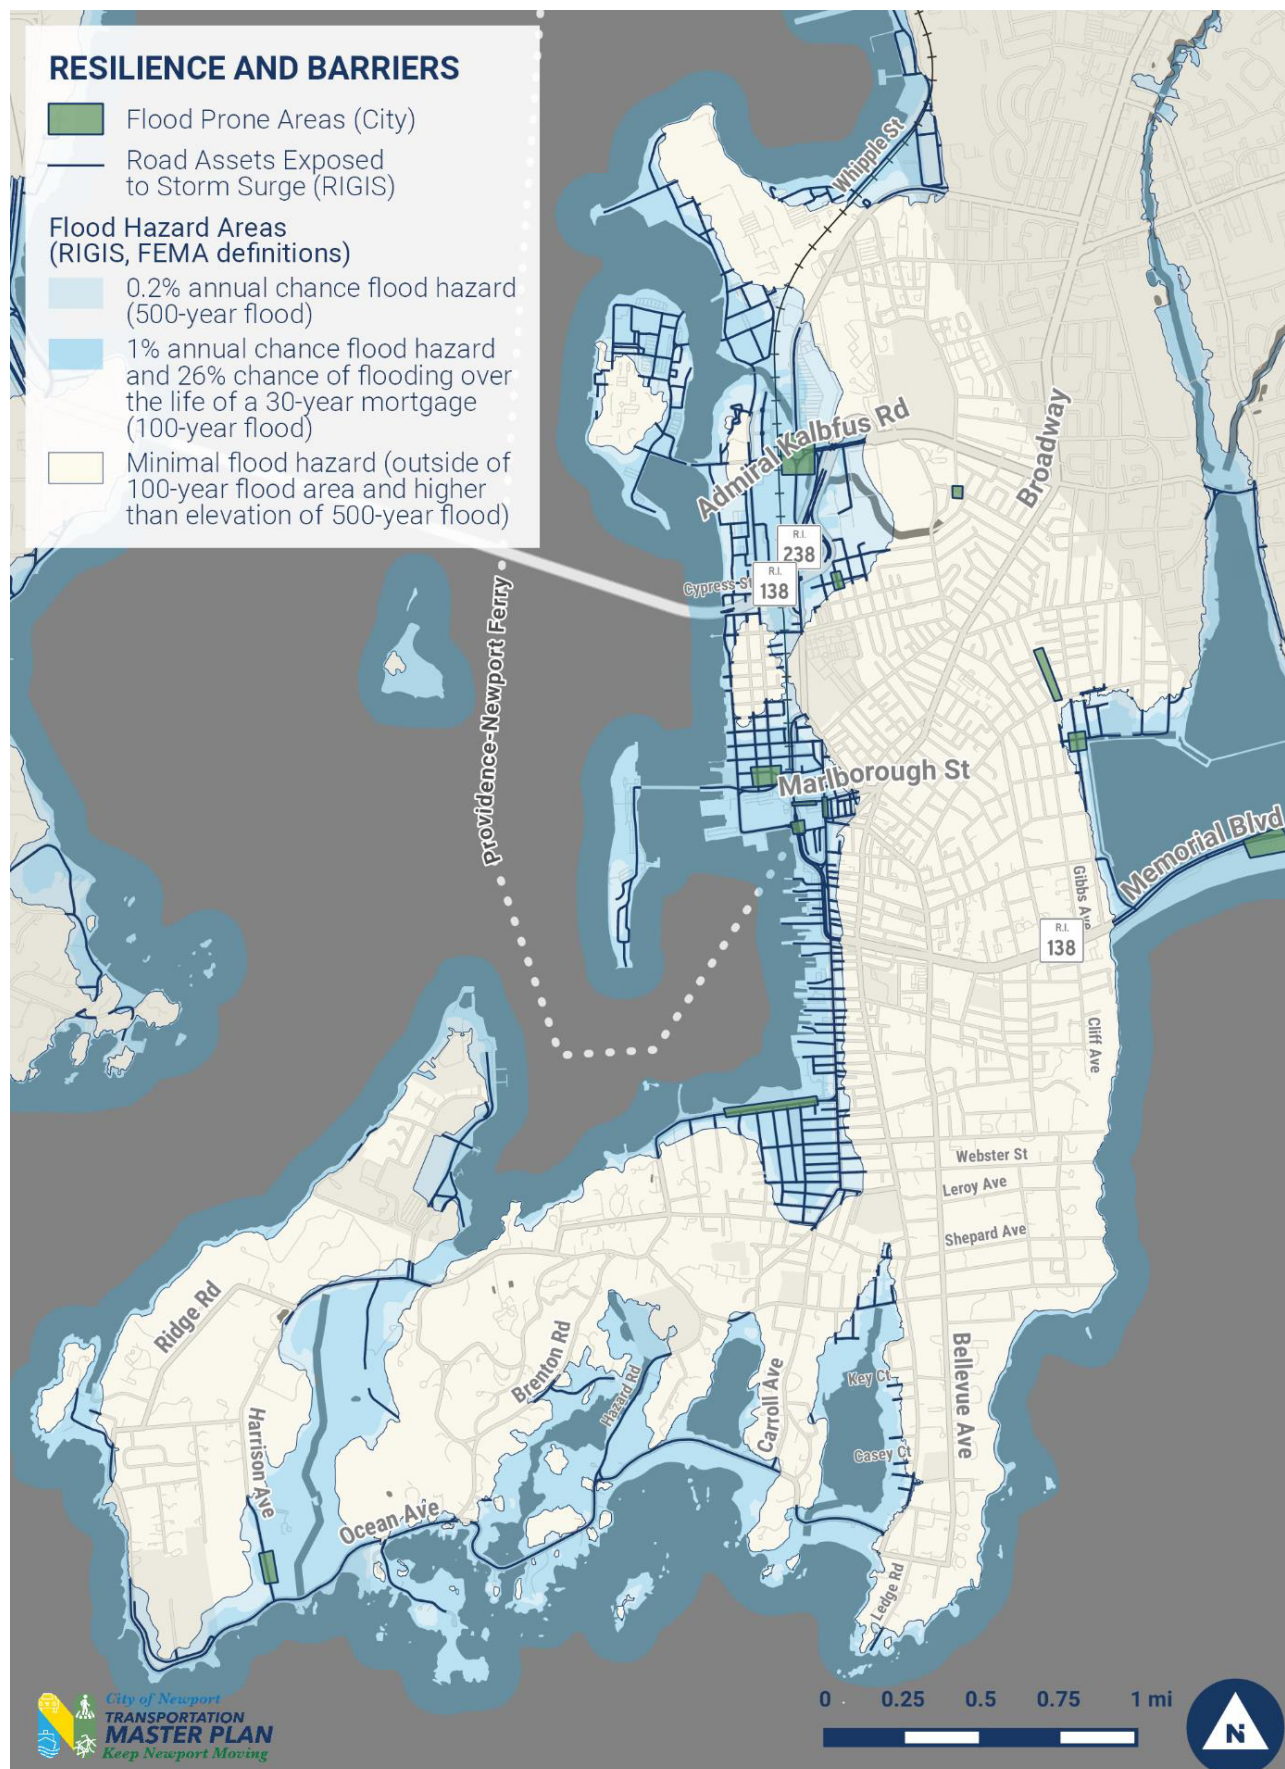 RESILIENCE AND BARRIERS
Flood Prone Areas (City)
Road Assets Exposed
to Storm Surge (RIGIS)
Flood Hazard Areas
(RIGIS, FEMA definitions)
0.2% annual chance flood hazard
(500-year flood)
1% annual chance flood hazard
and 26% chance of flooding over
the life of a 30-year mortgage
(100-year flood)
Minimal flood hazard (outside of
100-year flood area and higher
than elevation of 500-year flood)
Whipple St
Admiral Kalbfus Rd
Broadway
R.I.
238
R.I.
138
Cypress St
Providence-Newport Ferry
Marlborough St
Memorial Blvd
Gibbs Ave
R.I.
138
Cliff Ave
Webster St
Leroy Ave
Shepard Ave
Ridge Rd
Brenton Rd
Hazard Rd
Carroll Ave
Key Ct
Bellevue Ave
Harrison Ave
Casey Ct
Ocean Ave
Ledge Rd
City of Newport
TRANSPORTATION
MASTER PLAN
Keep Newport Moving
0 0.25 0.5 0.75 1 mi
N